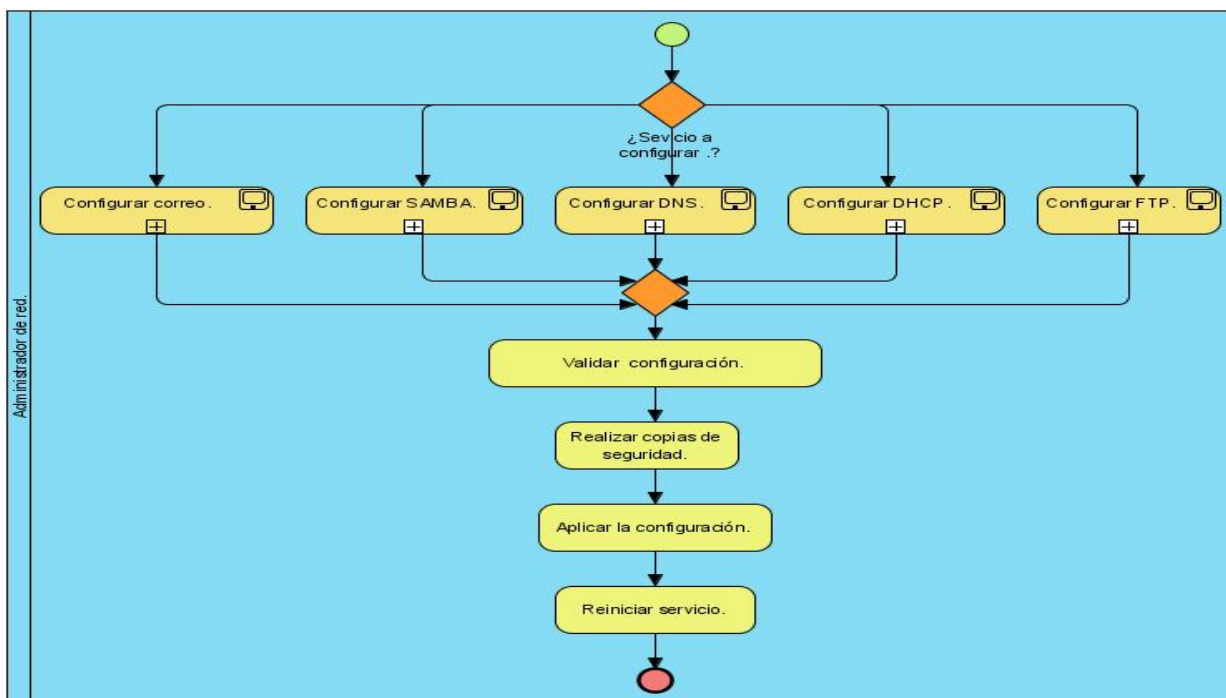 ¿Sevicio a
configurar .?
Configurar correo.
Configurar SAMBA.
Configurar DNS.
Configurar DHCP.
Configurar FTP.
Administrador de red.
Validar configuración.
Realizar copias de
seguridad.
Aplicar la configuración.
Reiniciar servicio.